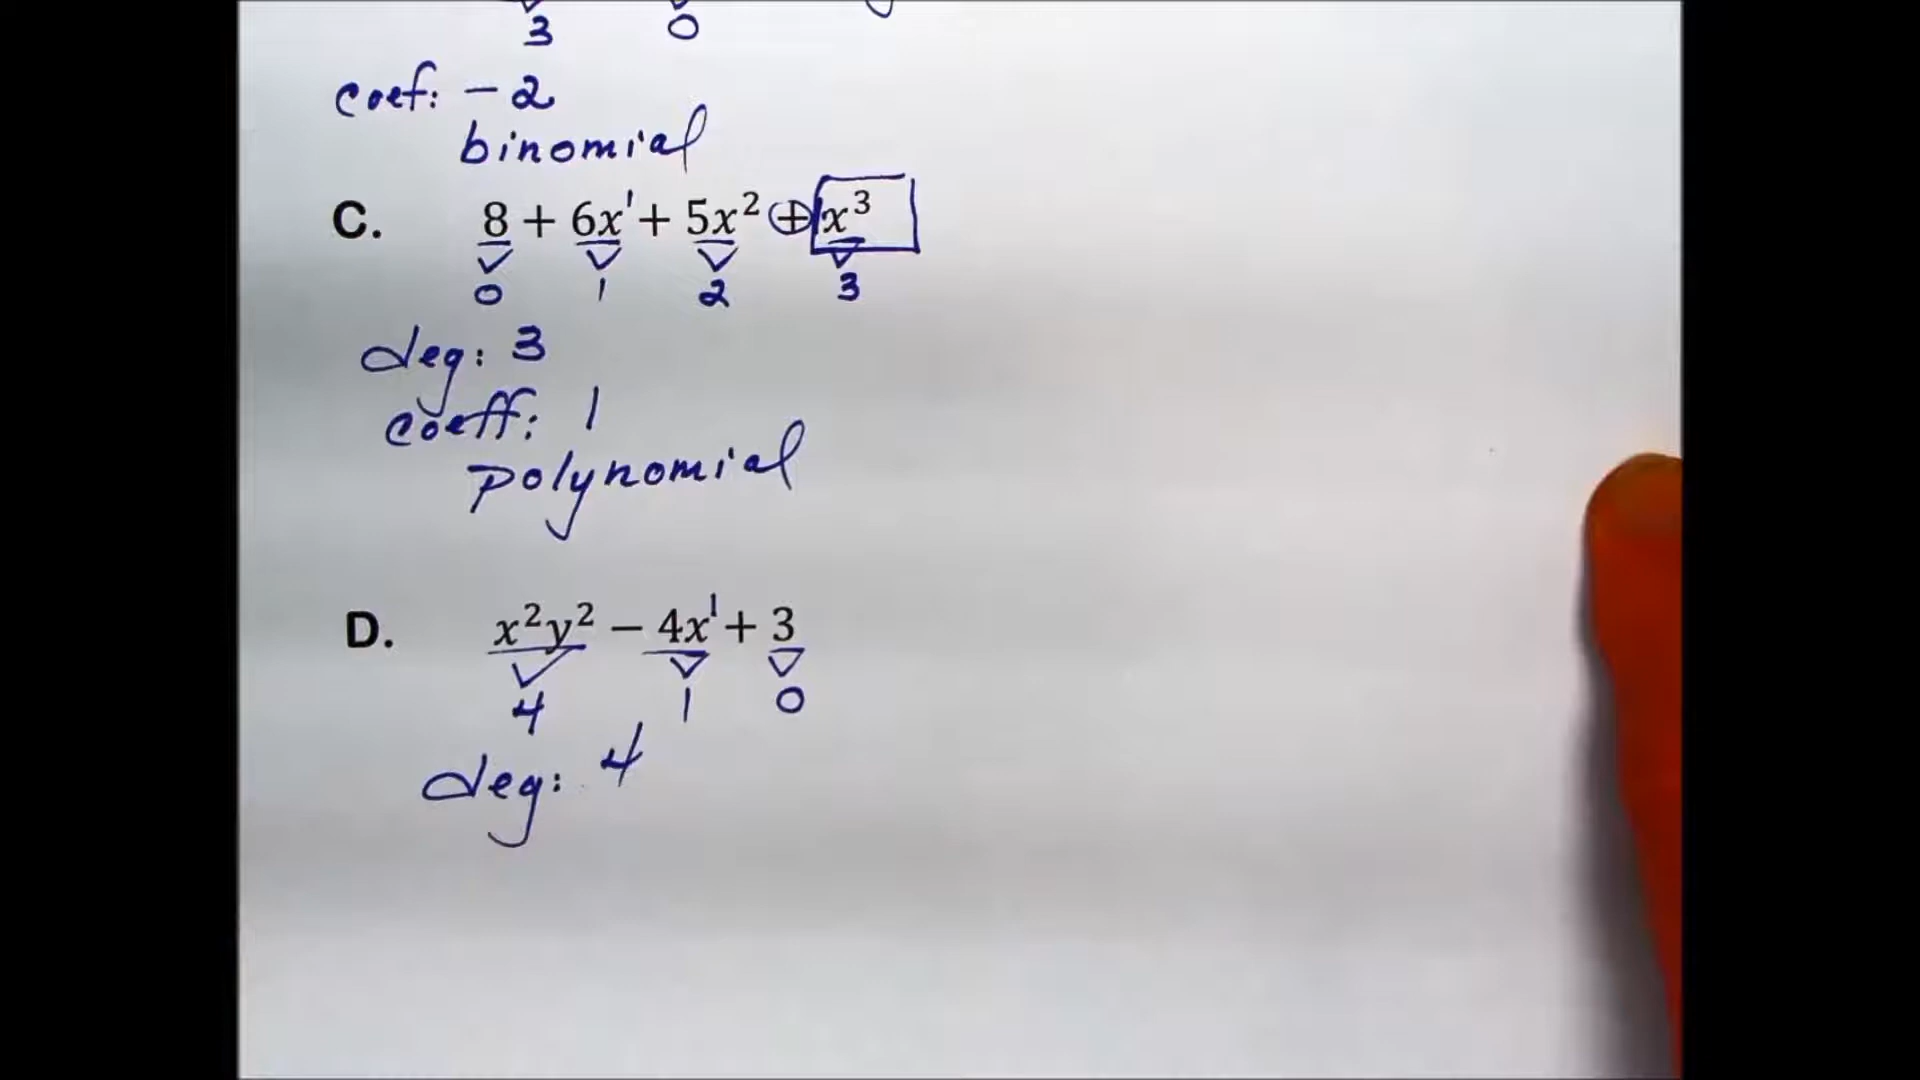 3 0
coef: -2
binomial
C. 8 + 6x¹ + 5x² + x³
0 1 2 3
deg: 3
coeff: 1
polynomial
D. x²y² − 4x¹ + 3
4 1 0
deg: 4